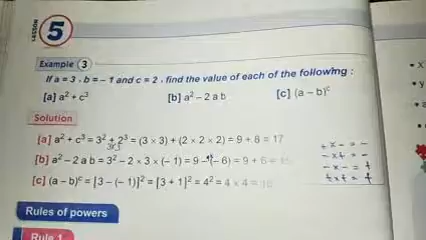 LESSON
5
Example 3
If a = 3 , b = – 1 and c = 2 , find the value of each of the following :
[a] a² + c³ [b] a² – 2 a b [c] (a – b)ᶜ
Solution
[a] a² + c³ = 3² + 2³ = (3 × 3) + (2 × 2 × 2) = 9 + 8 = 17
[b] a² – 2 a b = 3² – 2 × 3 × (– 1) = 9 – (– 6) = 9 + 6 = 15
[c] (a – b)ᶜ = [3 – (– 1)]² = [3 + 1]² = 4² = 4 × 4 = 16
+ × - = -
- × + = -
- × - = +
+ × + = +
Rules of powers
Rule 1